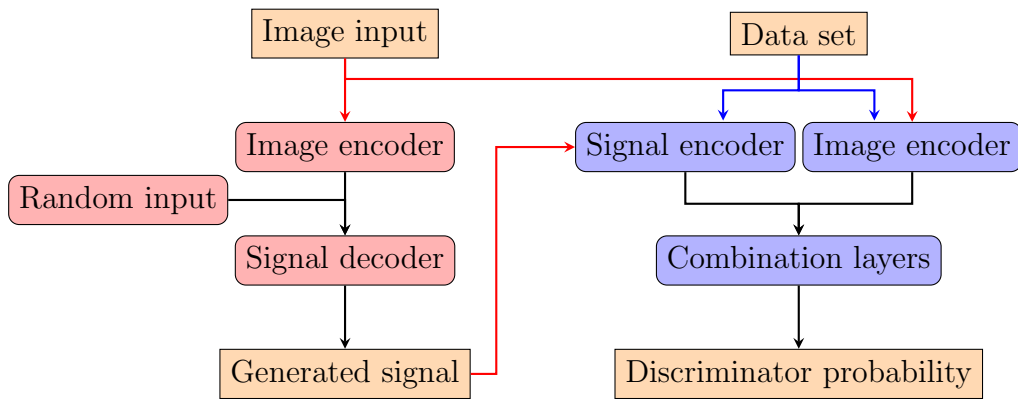 Image input
Data set
Image encoder
Signal encoder
Image encoder
Random input
Signal decoder
Combination layers
Generated signal
Discriminator probability